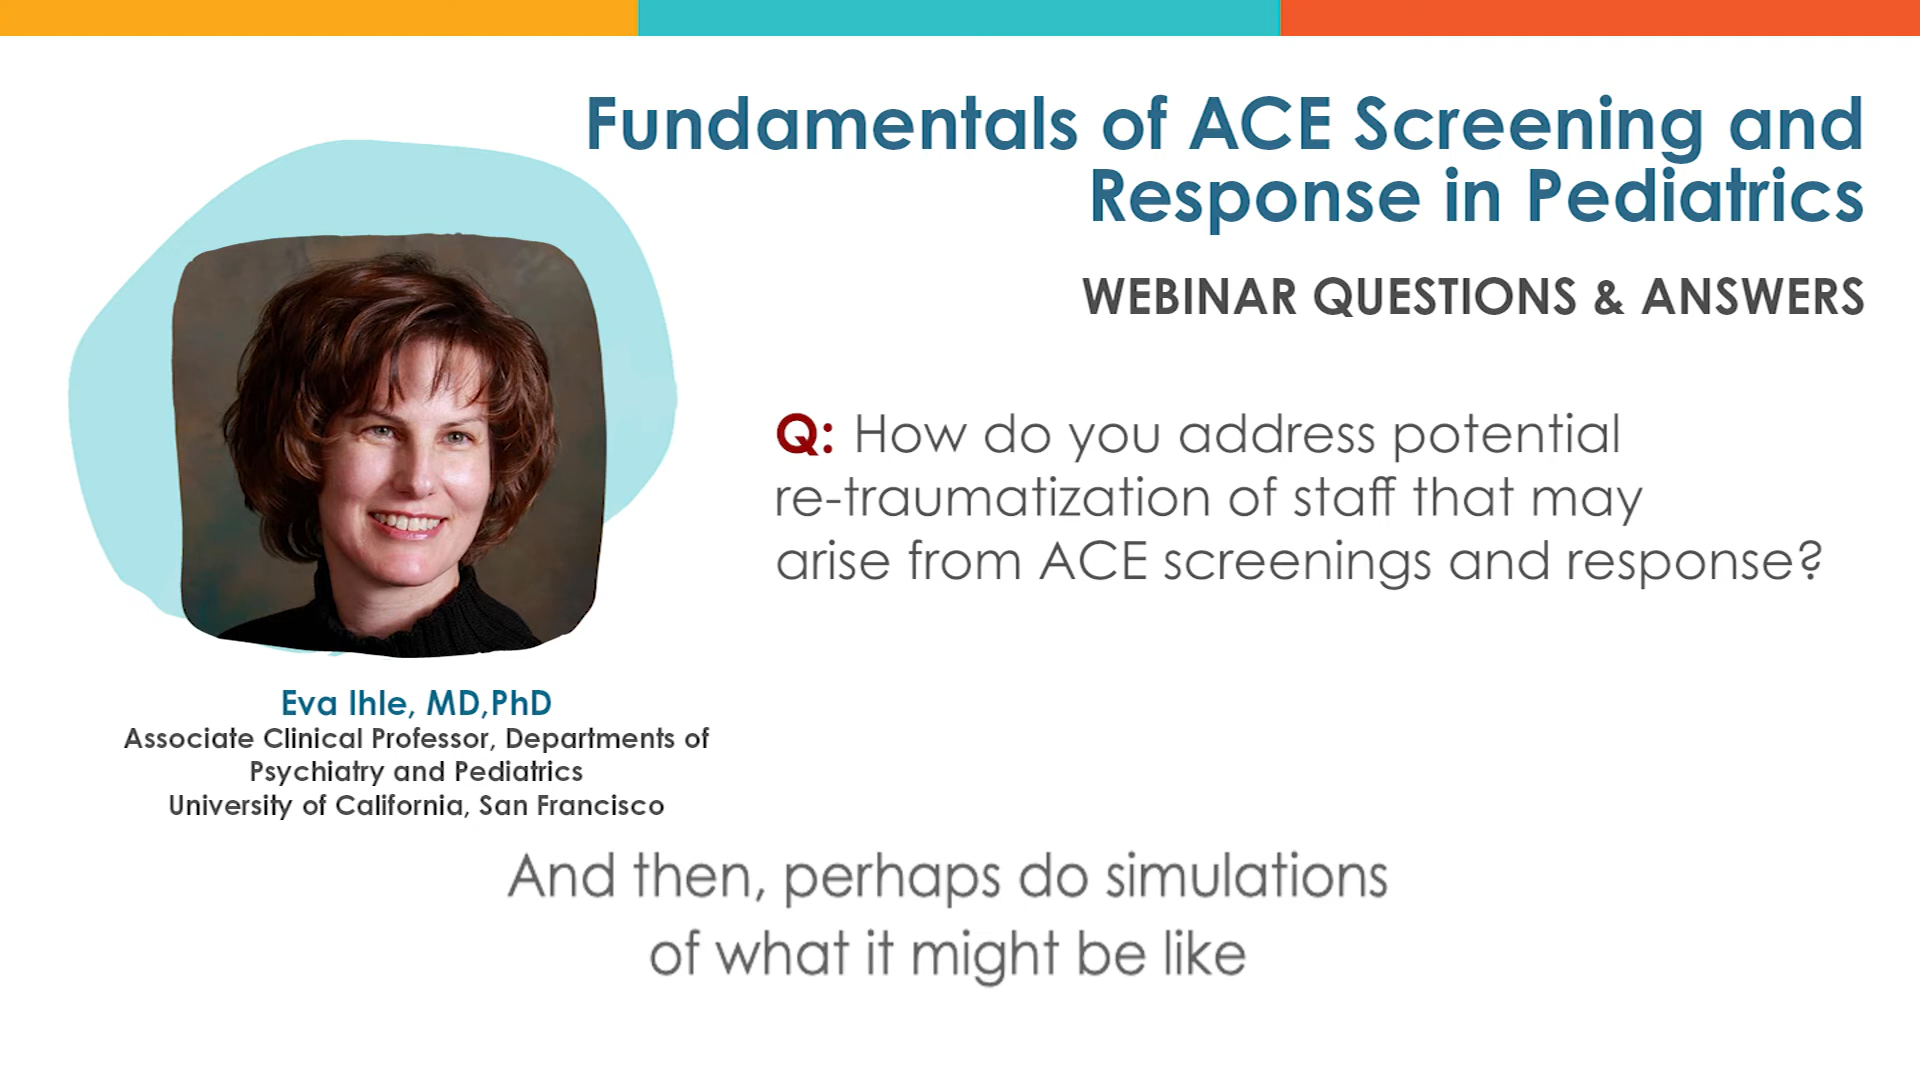 Fundamentals of ACE Screening and
Response in Pediatrics
WEBINAR QUESTIONS & ANSWERS
Q: How do you address potential
re-traumatization of staff that may
arise from ACE screenings and response?
Eva Ihle, MD,PhD
Associate Clinical Professor, Departments of
Psychiatry and Pediatrics
University of California, San Francisco
And then, perhaps do simulations
of what it might be like